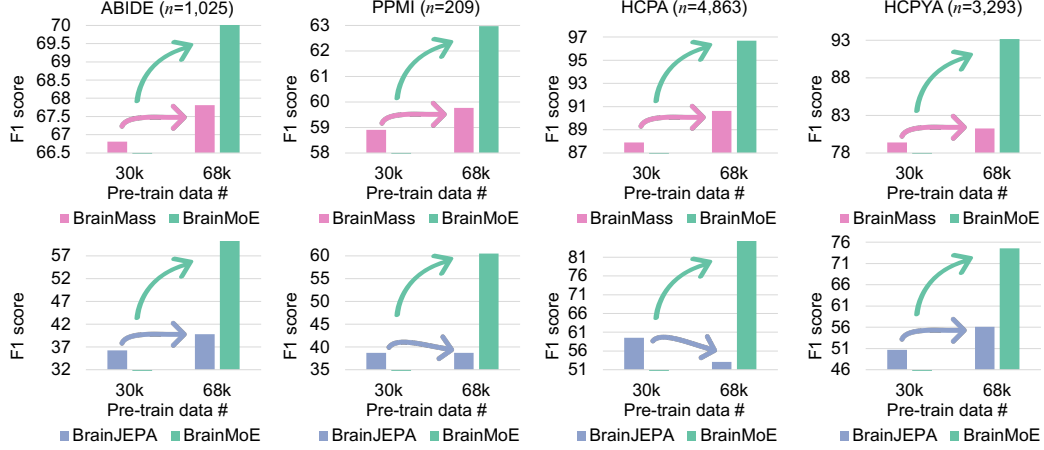 ABIDE (n=1,025)
F1 score
70
69.5
69
68.5
68
67.5
67
66.5
30k 68k
Pre-train data #
BrainMass BrainMoE
PPMI (n=209)
F1 score
63
62
61
60
59
58
30k 68k
Pre-train data #
BrainMass BrainMoE
HCPA (n=4,863)
F1 score
97
95
93
91
89
87
30k 68k
Pre-train data #
BrainMass BrainMoE
HCPYA (n=3,293)
F1 score
93
88
83
78
30k 68k
Pre-train data #
BrainMass BrainMoE
F1 score
57
52
47
42
37
32
30k 68k
Pre-train data #
BrainJEPA BrainMoE
F1 score
60
55
50
45
40
35
30k 68k
Pre-train data #
BrainJEPA BrainMoE
F1 score
81
76
71
66
61
56
51
30k 68k
Pre-train data #
BrainJEPA BrainMoE
F1 score
76
71
66
61
56
51
46
30k 68k
Pre-train data #
BrainJEPA BrainMoE